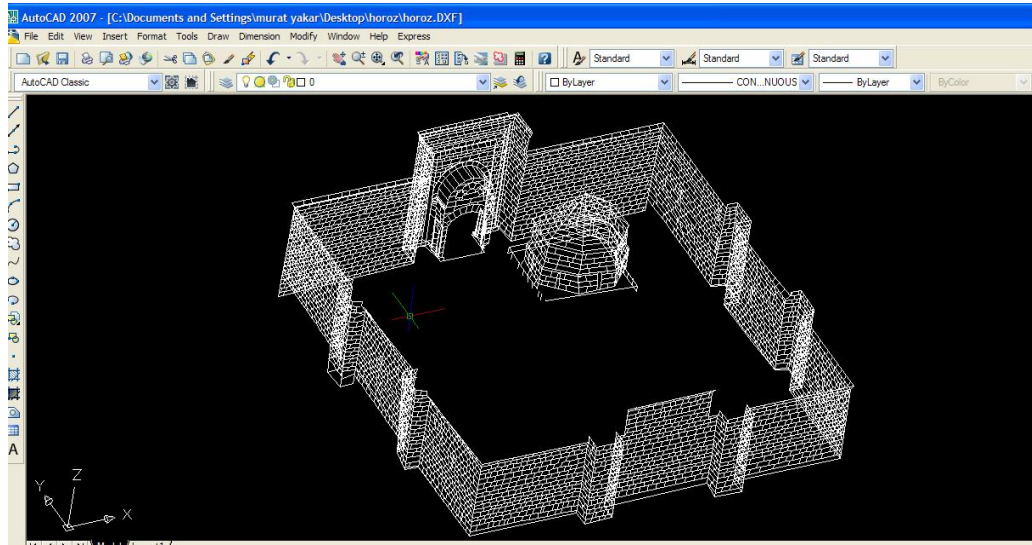 AutoCAD 2007 - [C:\Documents and Settings\murat yakar\Desktop\horoz\horoz.DXF]
File Edit View Insert Format Tools Draw Dimension Modify Window Help Express
Standard Standard Standard
AutoCAD Classic 0 ByLayer CON...NUOUS ByLayer ByColor
A
Z
Y
X